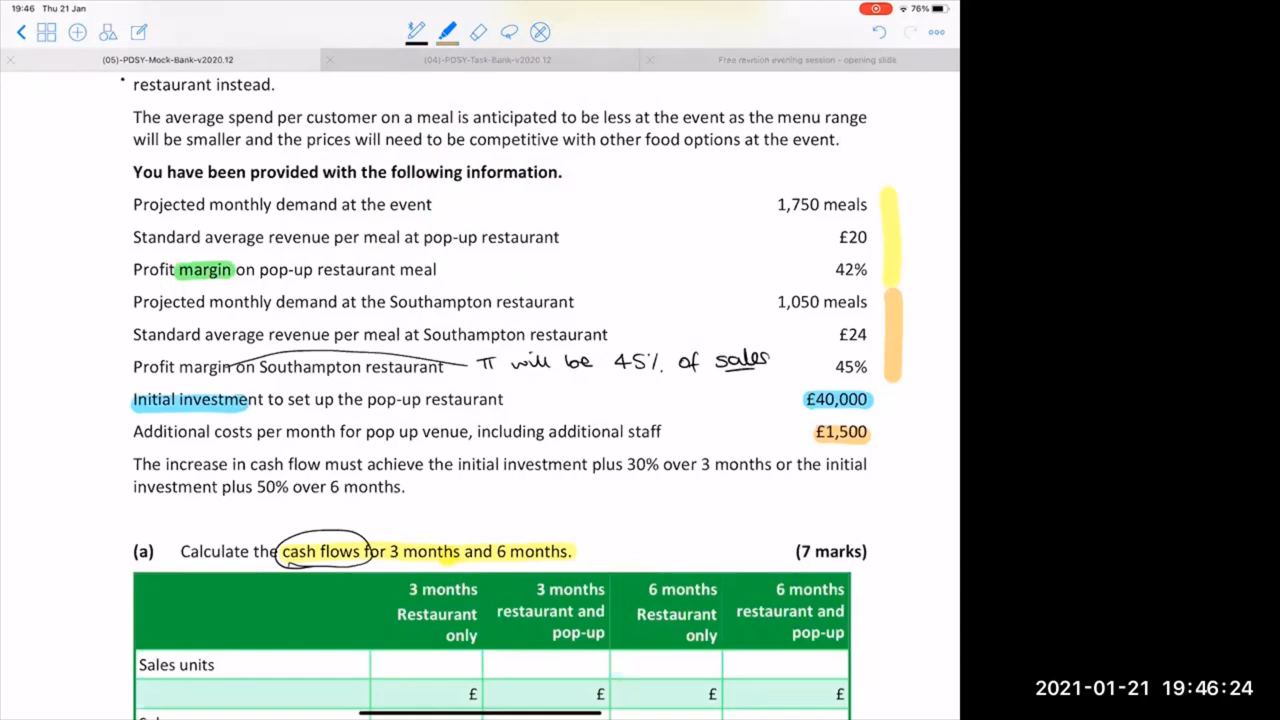 19:46 Thu 21 Jan
76%
(05)-PDSY-Mock-Bank-v2020.12
(04)-PDSY-Task-Bank-v2020.12
Free revision evening session - opening slide
restaurant instead.
The average spend per customer on a meal is anticipated to be less at the event as the menu range
will be smaller and the prices will need to be competitive with other food options at the event.
You have been provided with the following information.
Projected monthly demand at the event 1,750 meals
Standard average revenue per meal at pop-up restaurant £20
Profit margin on pop-up restaurant meal 42%
Projected monthly demand at the Southampton restaurant 1,050 meals
Standard average revenue per meal at Southampton restaurant £24
Profit margin on Southampton restaurant π will be 45% of sales 45%
Initial investment to set up the pop-up restaurant £40,000
Additional costs per month for pop up venue, including additional staff £1,500
The increase in cash flow must achieve the initial investment plus 30% over 3 months or the initial
investment plus 50% over 6 months.
(a) Calculate the cash flows for 3 months and 6 months. (7 marks)
3 months 3 months 6 months 6 months
Restaurant restaurant and Restaurant restaurant and
only pop-up only pop-up
Sales units
£ £ £ £
2021-01-21 19:46:24